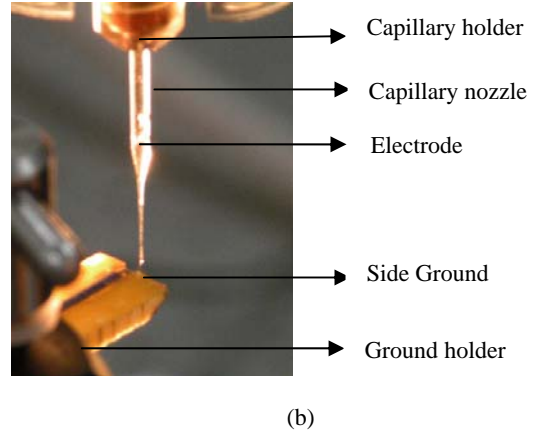 Capillary holder
Capillary nozzle
Electrode
Side Ground
Ground holder
(b)